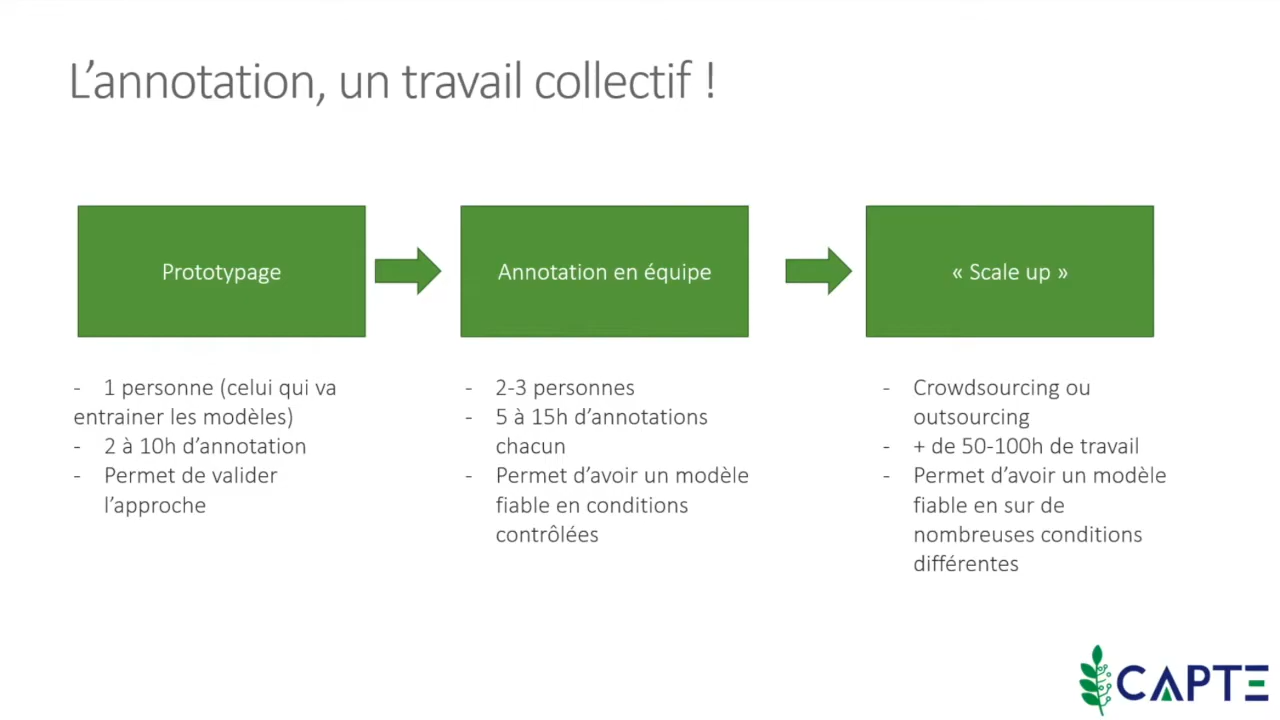 L’annotation, un travail collectif !
Prototypage
Annotation en équipe
« Scale up »
- 1 personne (celui qui va
entrainer les modèles)
- 2 à 10h d’annotation
- Permet de valider
l’approche
- 2-3 personnes
- 5 à 15h d’annotations
chacun
- Permet d’avoir un modèle
fiable en conditions
contrôlées
- Crowdsourcing ou
outsourcing
- + de 50-100h de travail
- Permet d’avoir un modèle
fiable en sur de
nombreuses conditions
différentes
CAPTE